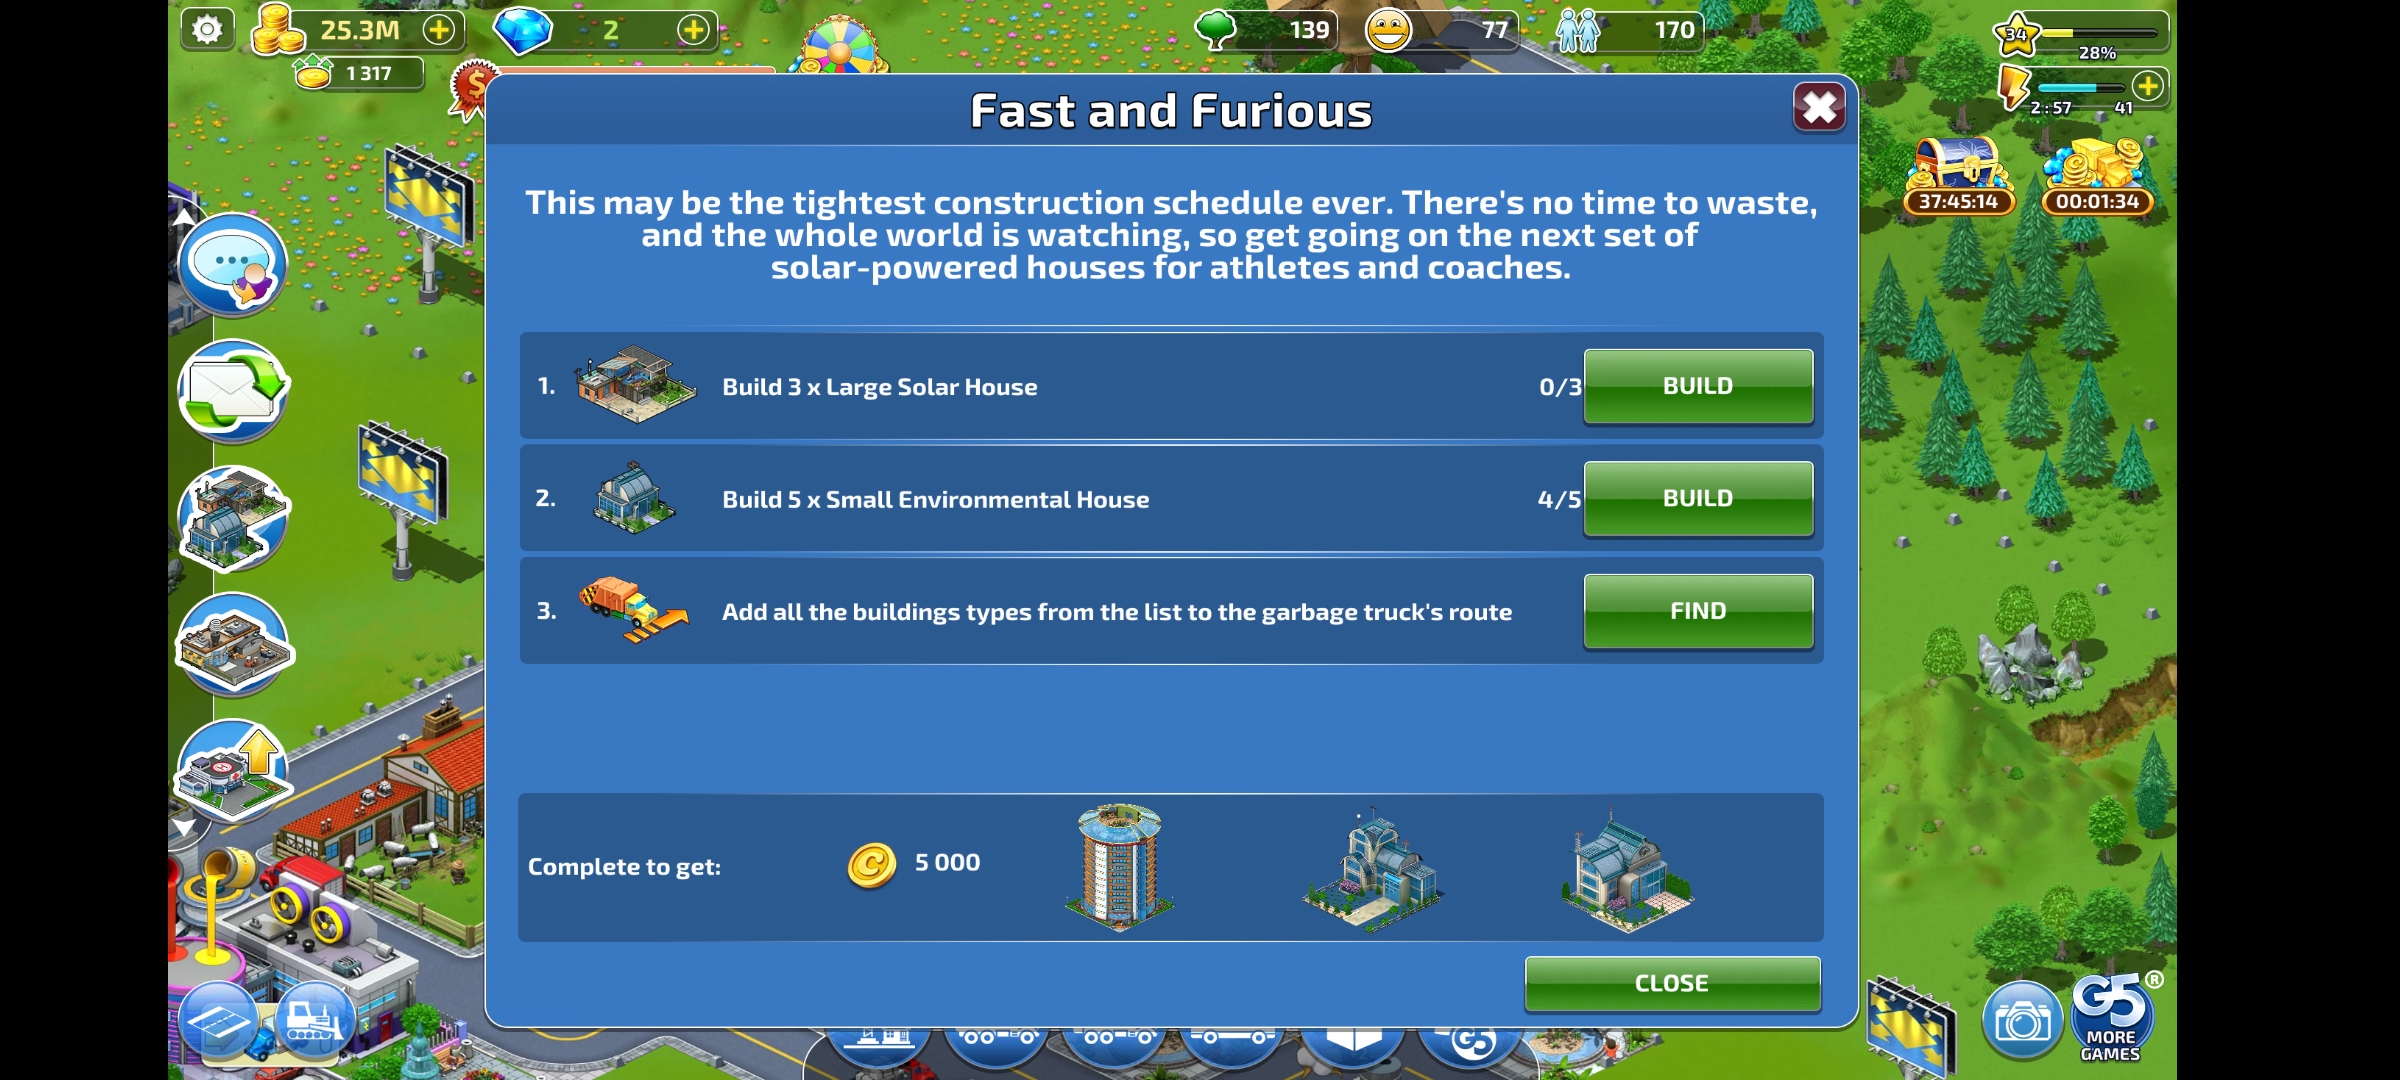 25.3M
2
139
77
170
34
28%
1 317
2:57
41
37:45:14
00:01:34
Fast and Furious
This may be the tightest construction schedule ever. There's no time to waste,
and the whole world is watching, so get going on the next set of
solar-powered houses for athletes and coaches.
1.
Build 3 x Large Solar House
0/3
BUILD
2.
Build 5 x Small Environmental House
4/5
BUILD
3.
Add all the buildings types from the list to the garbage truck's route
FIND
Complete to get:
5 000
CLOSE
G5
G5®
MORE
GAMES